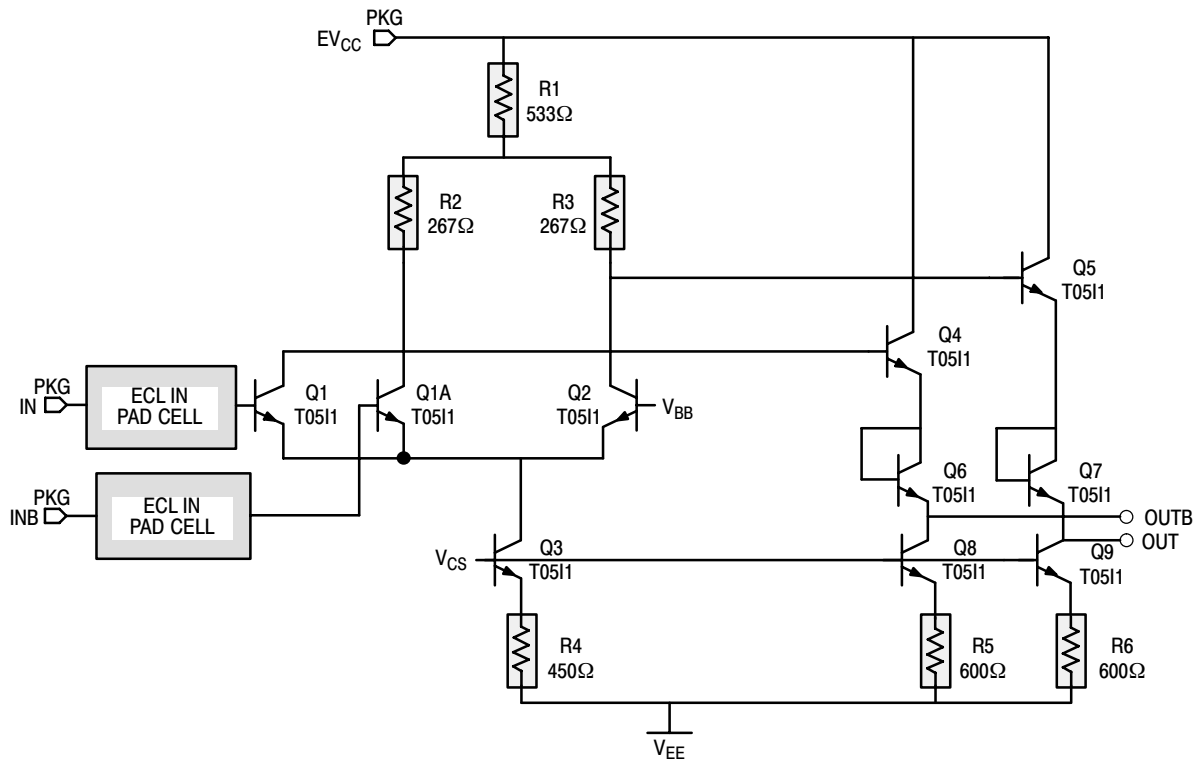 PKG
EVCC
R1
533Ω
R2
267Ω
R3
267Ω
Q5
T05I1
Q4
T05I1
PKG
IN
ECL IN
PAD CELL
Q1
T05I1
Q1A
T05I1
Q2
T05I1
VBB
PKG
INB
ECL IN
PAD CELL
Q6
T05I1
Q7
T05I1
OUTB
OUT
VCS
Q3
T05I1
Q8
T05I1
Q9
T05I1
R4
450Ω
R5
600Ω
R6
600Ω
VEE